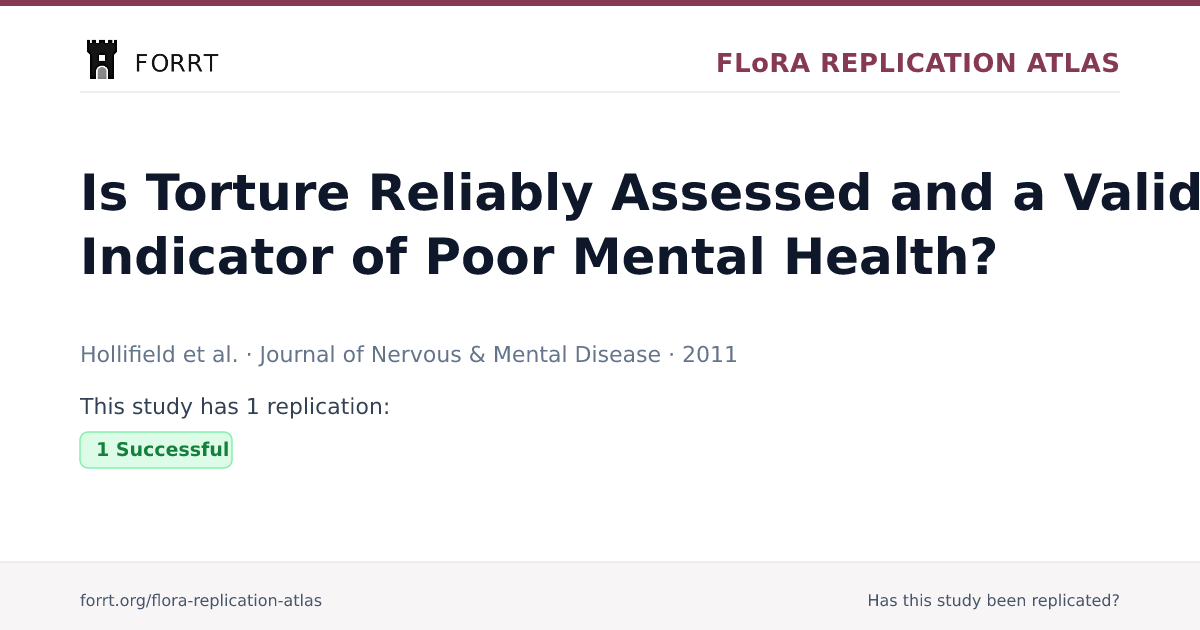 FORRT
FLoRA REPLICATION ATLAS
Is Torture Reliably Assessed and a Valid
Indicator of Poor Mental Health?
Hollifield et al. · Journal of Nervous & Mental Disease · 2011
This study has 1 replication:
1 Successful
forrt.org/flora-replication-atlas
Has this study been replicated?